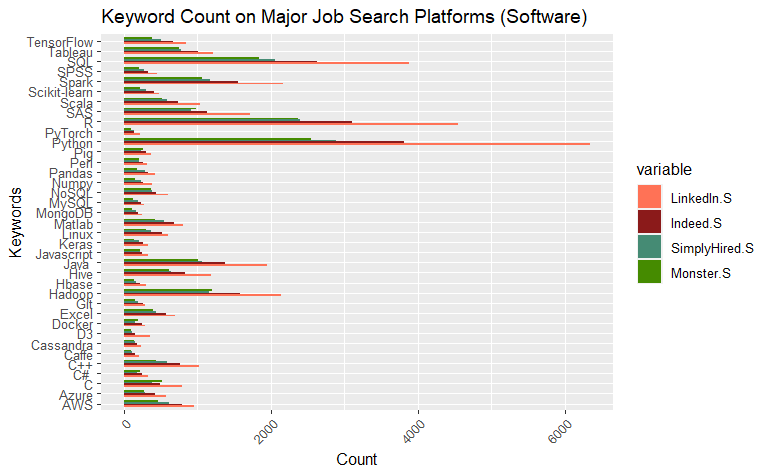 Keyword Count on Major Job Search Platforms (Software)
TensorFlow
Tableau
SQL
SPSS
Spark
Scikit-learn
Scala
SAS
R
PyTorch
Python
Pig
Perl
Pandas
Numpy
NoSQL
MySQL
MongoDB
Matlab
Linux
Keras
Javascript
Java
Hive
Hbase
Hadoop
Git
Excel
Docker
D3
Cassandra
Caffe
C++
C#
C
Azure
AWS
Keywords
0
2000
4000
6000
Count
variable
LinkedIn.S
Indeed.S
SimplyHired.S
Monster.S